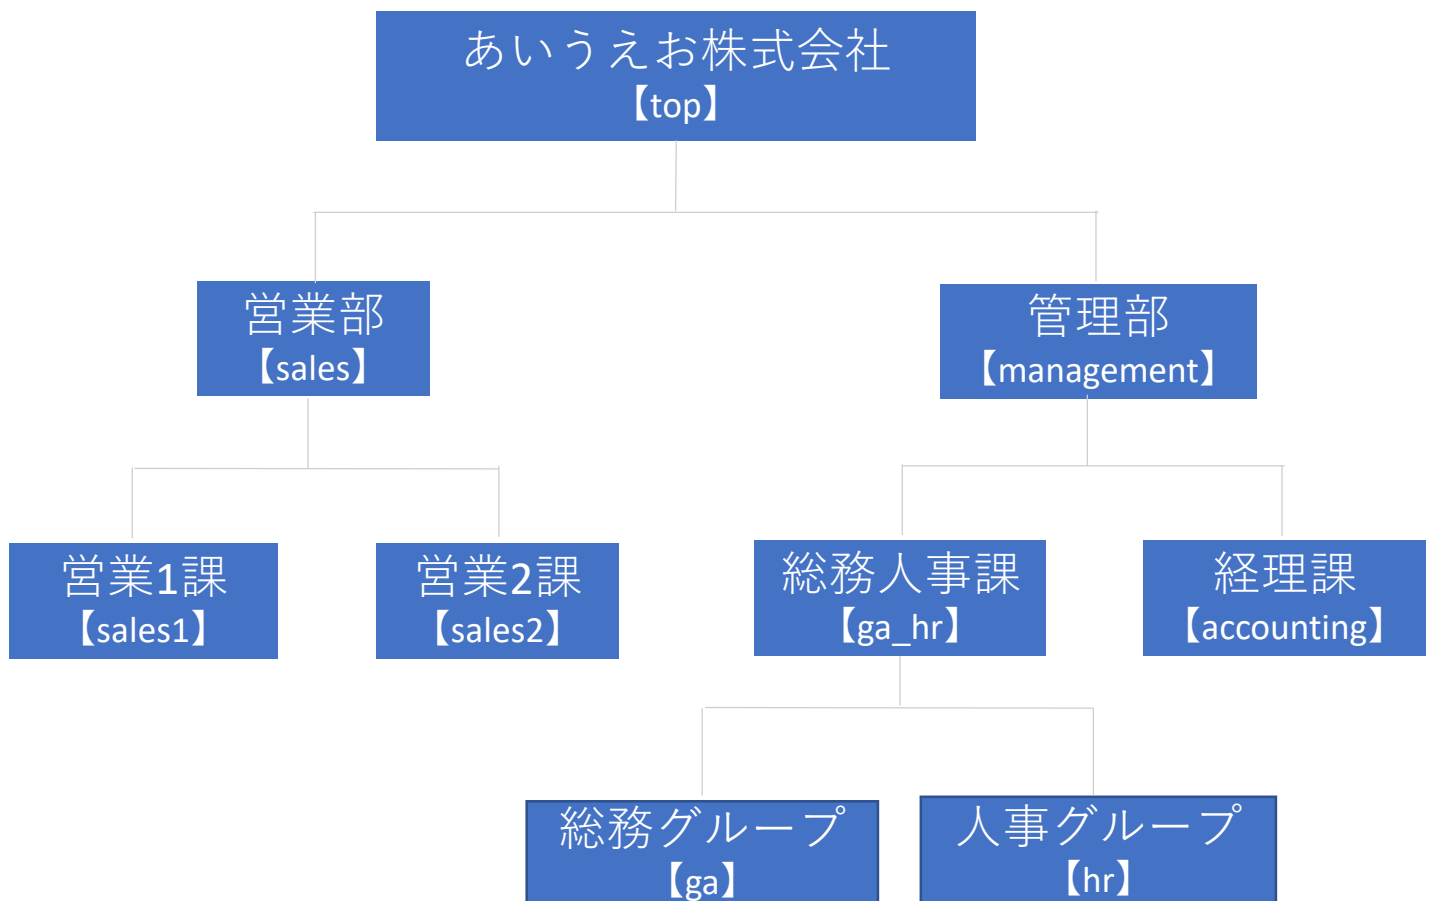 あいうえお株式会社
【top】
営業部
【sales】
管理部
【management】
営業1課
【sales1】
営業2課
【sales2】
総務人事課
【ga_hr】
経理課
【accounting】
総務グループ
【ga】
人事グループ
【hr】